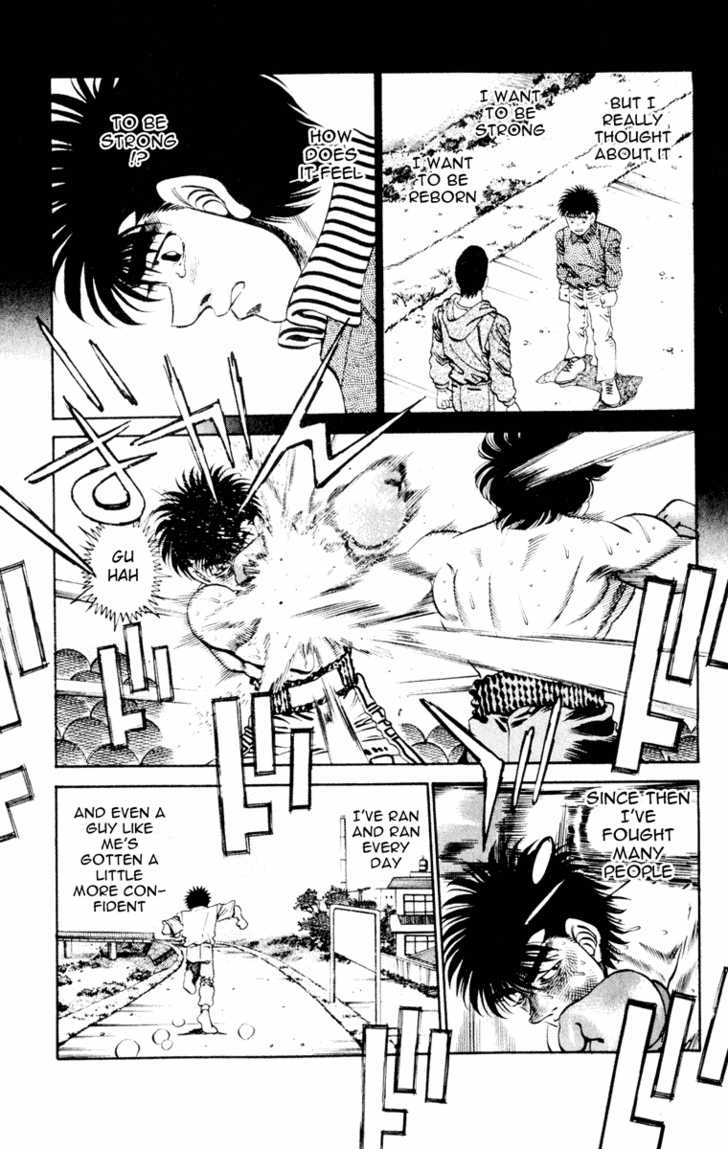 BUT I
REALLY
THOUGHT
ABOUT IT
I WANT
TO BE
STRONG
I WANT
TO BE
REBORN
HOW
DOES
IT FEEL
TO BE
STRONG
!?
GU
HAH
SINCE THEN
I'VE
FOUGHT
MANY
PEOPLE
I'VE RAN
AND RAN
EVERY
DAY
AND EVEN A
GUY LIKE
ME'S
GOTTEN A
LITTLE
MORE CON-
FIDENT